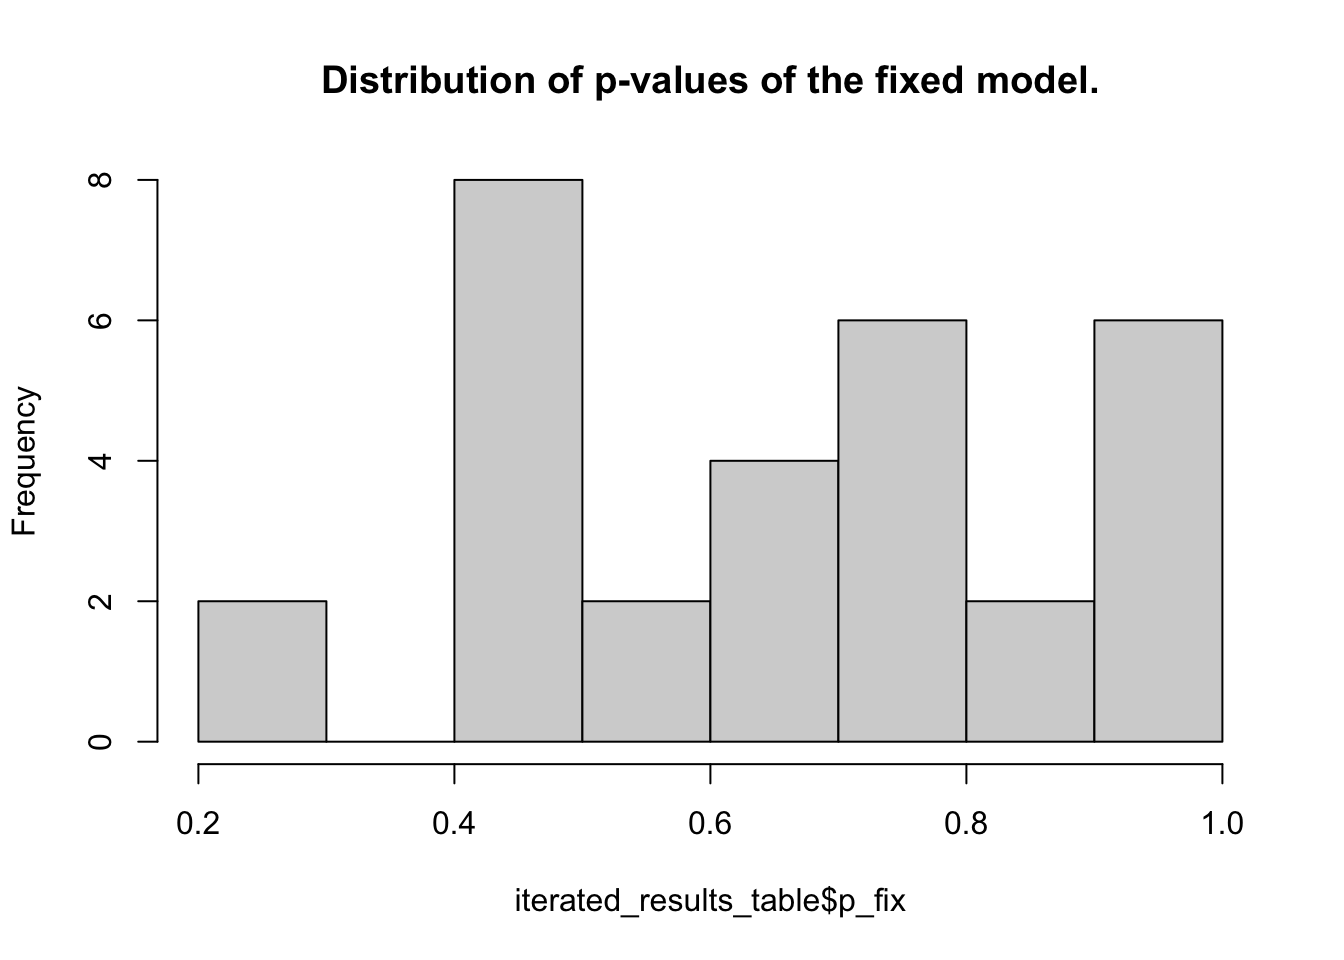 Distribution of p-values of the fixed model.
8
6
4
2
0
Frequency
0.2 0.4 0.6 0.8 1.0
iterated_results_table$p_fix